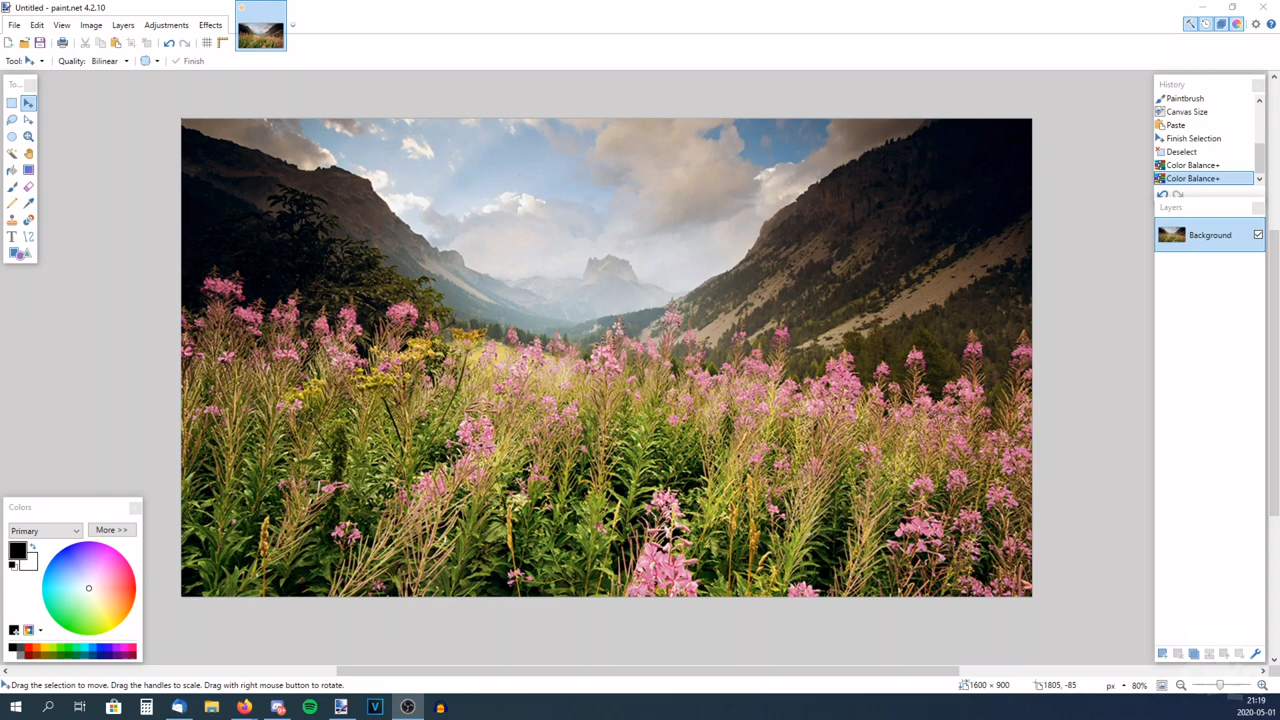 Untitled - paint.net 4.2.10
File Edit View Image Layers Adjustments Effects
Tool: Quality: Bilinear Finish
To...
History
Paintbrush
Canvas Size
Paste
Finish Selection
Deselect
Color Balance+
Color Balance+
Layers
Background
Colors
Primary
More >>
Drag the selection to move. Drag the handles to scale. Drag with right mouse button to rotate.
1600 × 900
1805, -85
px
80%
21:19
2020-05-01